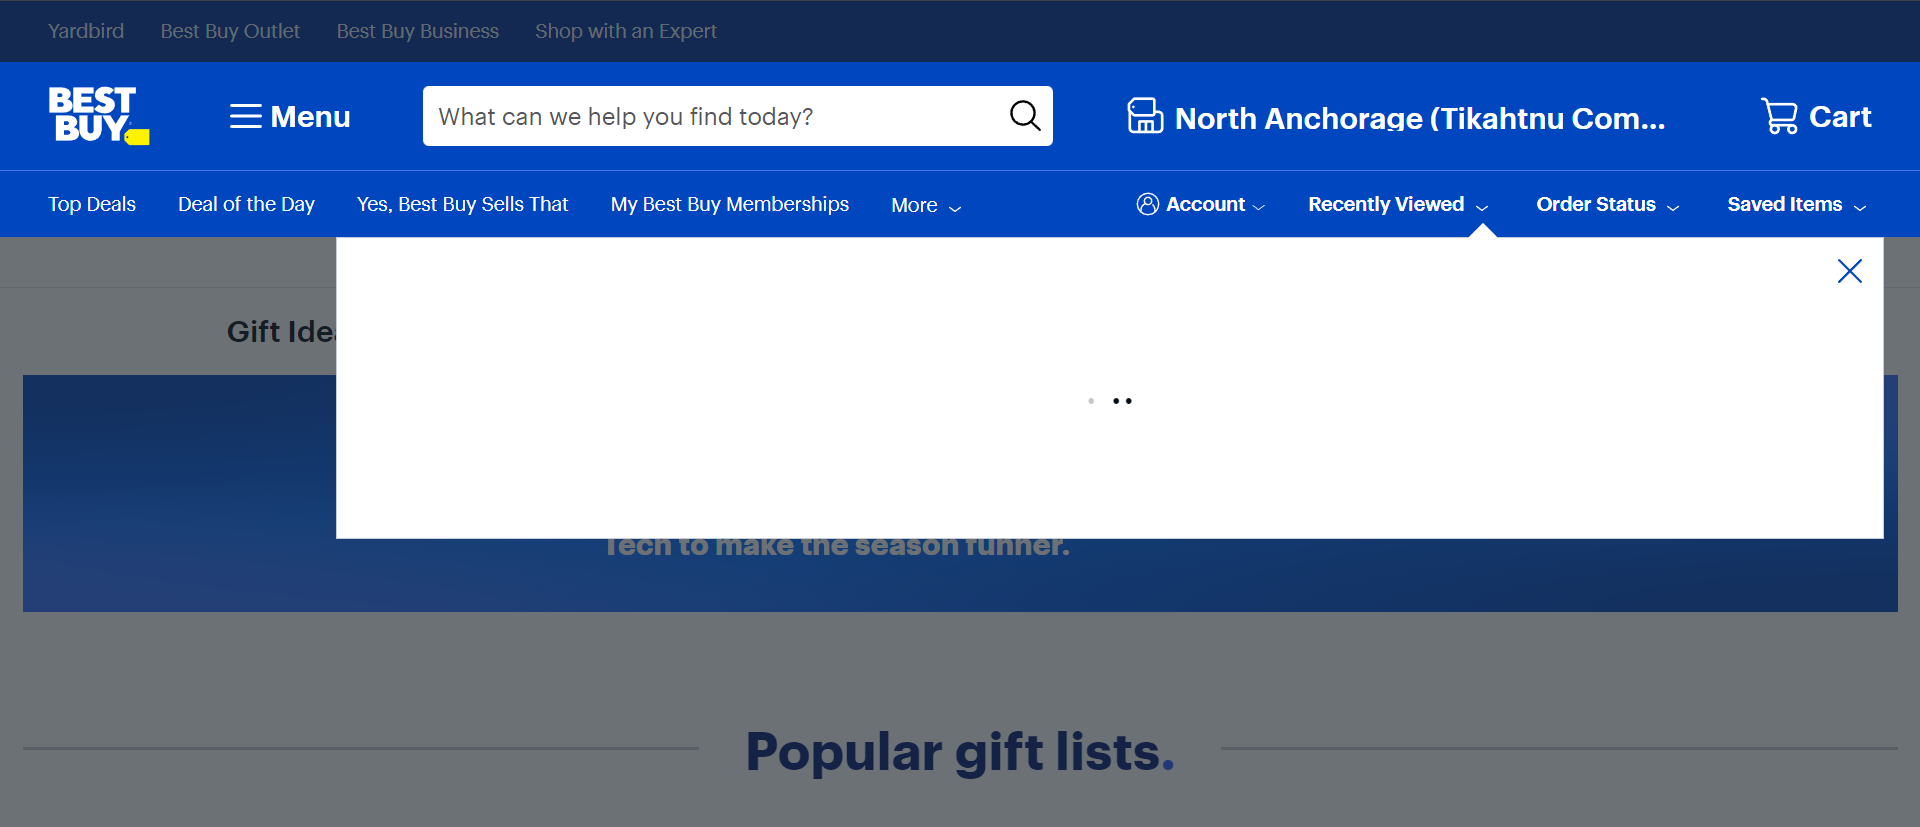 Yardbird Best Buy Outlet Best Buy Business Shop with an Expert
BEST BUY
Menu
What can we help you find today?
North Anchorage (Tikahtnu Com...
Cart
Top Deals Deal of the Day Yes, Best Buy Sells That My Best Buy Memberships More Account Recently Viewed Order Status Saved Items
Gift Idea
Tech to make the season funner.
Popular gift lists.